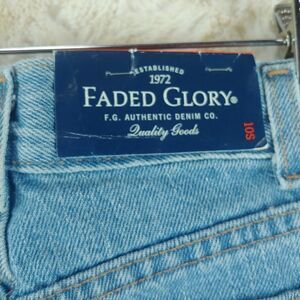 ESTABLISHED
1972
FADED GLORY®
F.G. AUTHENTIC DENIM CO.
Quality Goods
10S